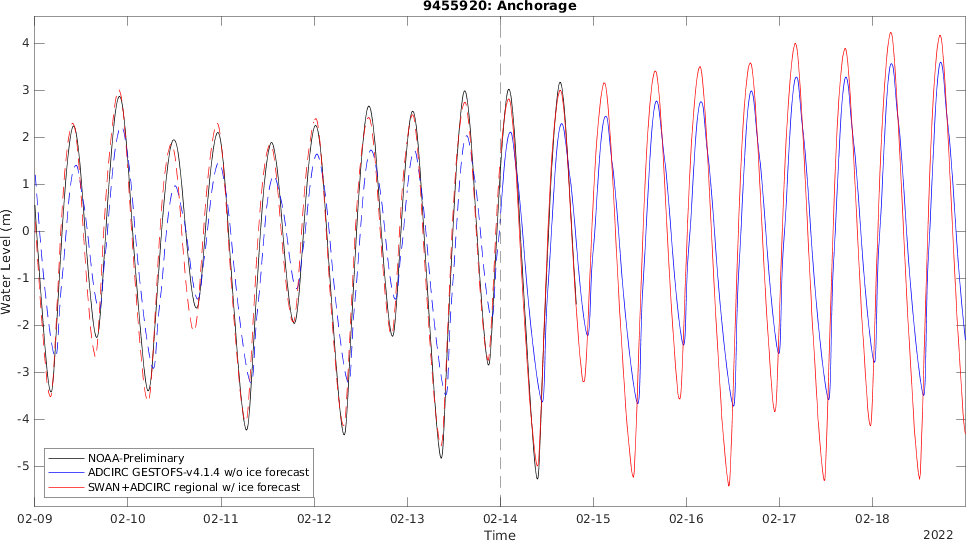 9455920: Anchorage
Water Level (m)
4
3
2
1
0
-1
-2
-3
-4
-5
NOAA-Preliminary
ADCIRC GESTOFS-v4.1.4 w/o ice forecast
SWAN+ADCIRC regional w/ ice forecast
02-09 02-10 02-11 02-12 02-13 02-14 02-15 02-16 02-17 02-18
Time
2022